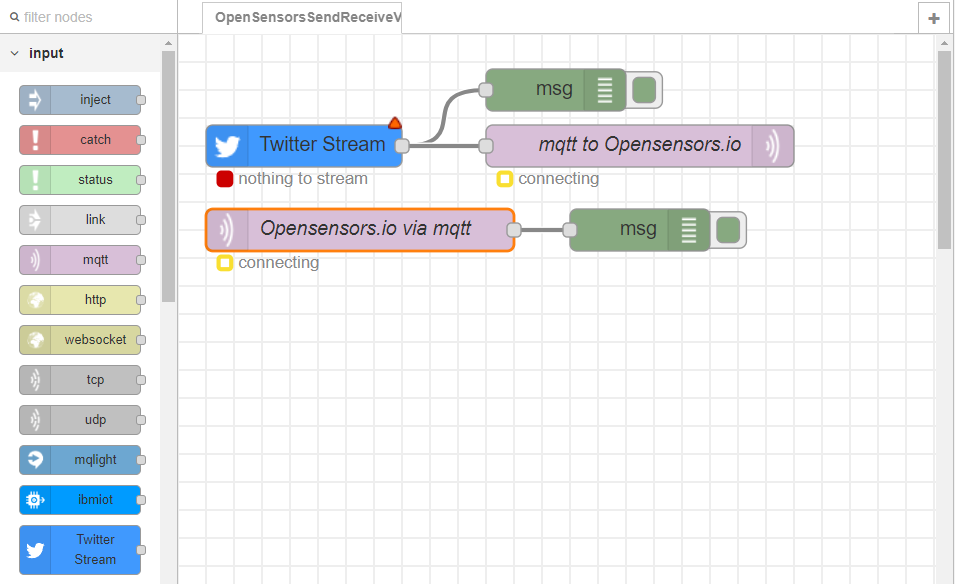 filter nodes
OpenSensorsSendReceiveV
+
input
inject
catch
status
link
mqtt
http
websocket
tcp
udp
mqlight
ibmiot
Twitter
Stream
msg
Twitter Stream
mqtt to Opensensors.io
nothing to stream
connecting
Opensensors.io via mqtt
msg
connecting